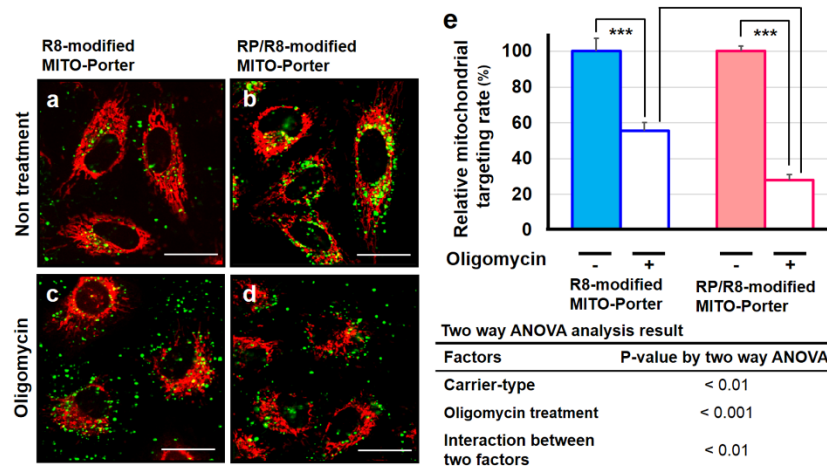 R8-modified
MITO-Porter
RP/R8-modified
MITO-Porter
Non treatment
Oligomycin
a
b
c
d
e
***
***
Relative mitochondrial
targeting rate (%)
100
80
60
40
20
0
Oligomycin
-
+
-
+
R8-modified
MITO-Porter
RP/R8-modified
MITO-Porter
Two way ANOVA analysis result
Factors P-value by two way ANOVA
Carrier-type < 0.01
Oligomycin treatment < 0.001
Interaction between
two factors < 0.01